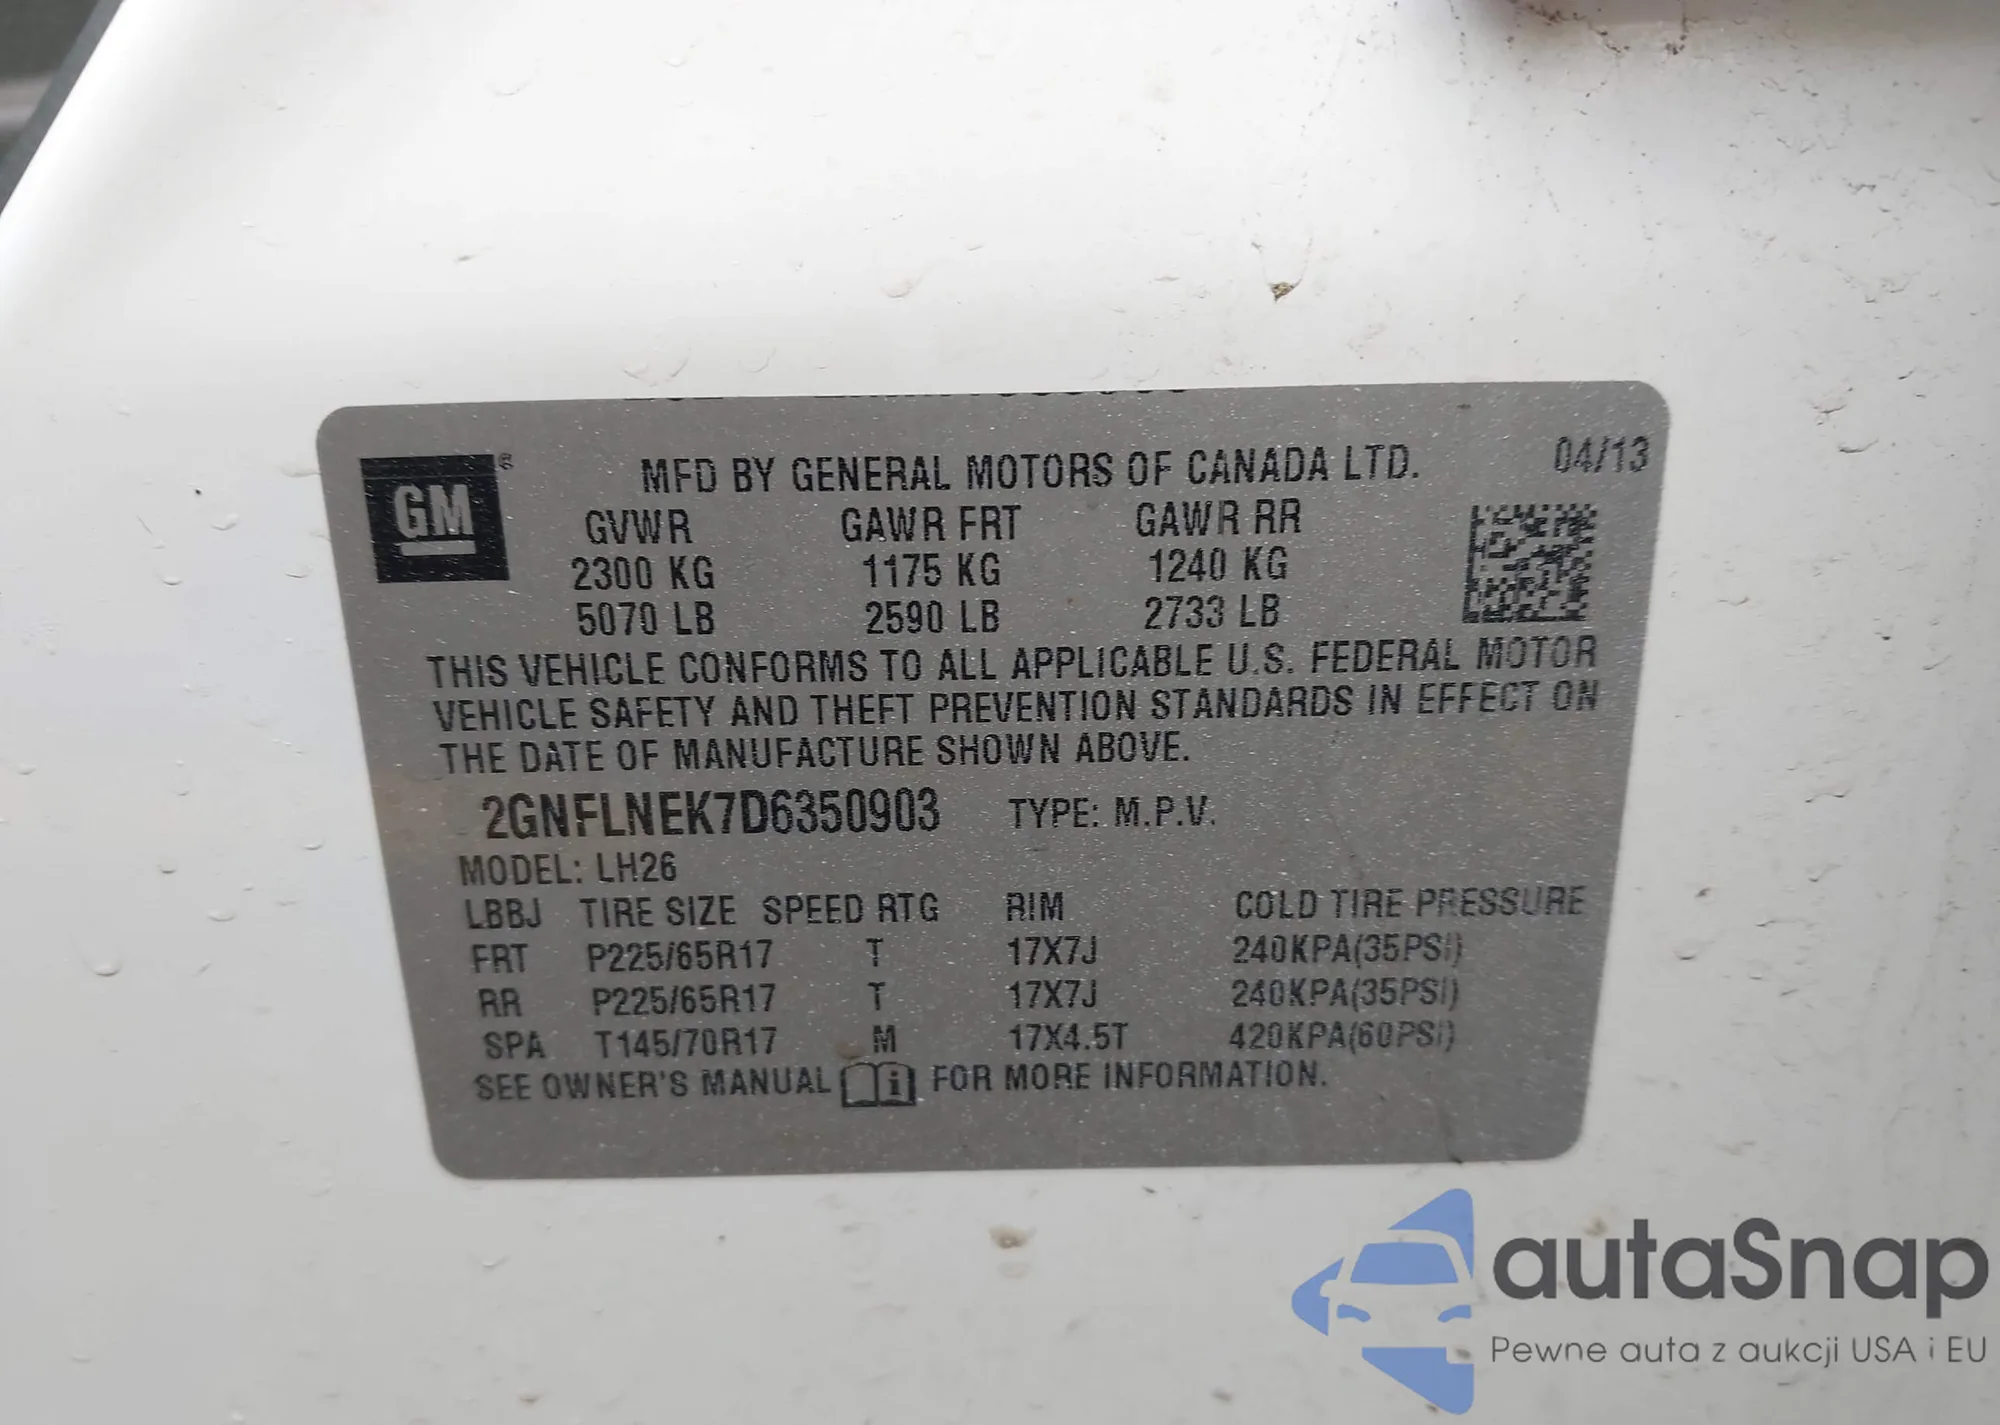 MFD BY GENERAL MOTORS OF CANADA LTD. 04/13
GM®
GVWR GAWR FRT GAWR RR
2300 KG 1175 KG 1240 KG
5070 LB 2590 LB 2733 LB
THIS VEHICLE CONFORMS TO ALL APPLICABLE U.S. FEDERAL MOTOR
VEHICLE SAFETY AND THEFT PREVENTION STANDARDS IN EFFECT ON
THE DATE OF MANUFACTURE SHOWN ABOVE.
2GNFLNEK7D6350903 TYPE: M.P.V.
MODEL: LH26
LBBJ TIRE SIZE SPEED RTG RIM COLD TIRE PRESSURE
FRT P225/65R17 T 17X7J 240KPA(35PSI)
RR P225/65R17 T 17X7J 240KPA(35PSI)
SPA T145/70R17 M 17X4.5T 420KPA(60PSI)
SEE OWNER'S MANUAL i FOR MORE INFORMATION.
autaSnap
Pewne auta z aukcji USA i EU